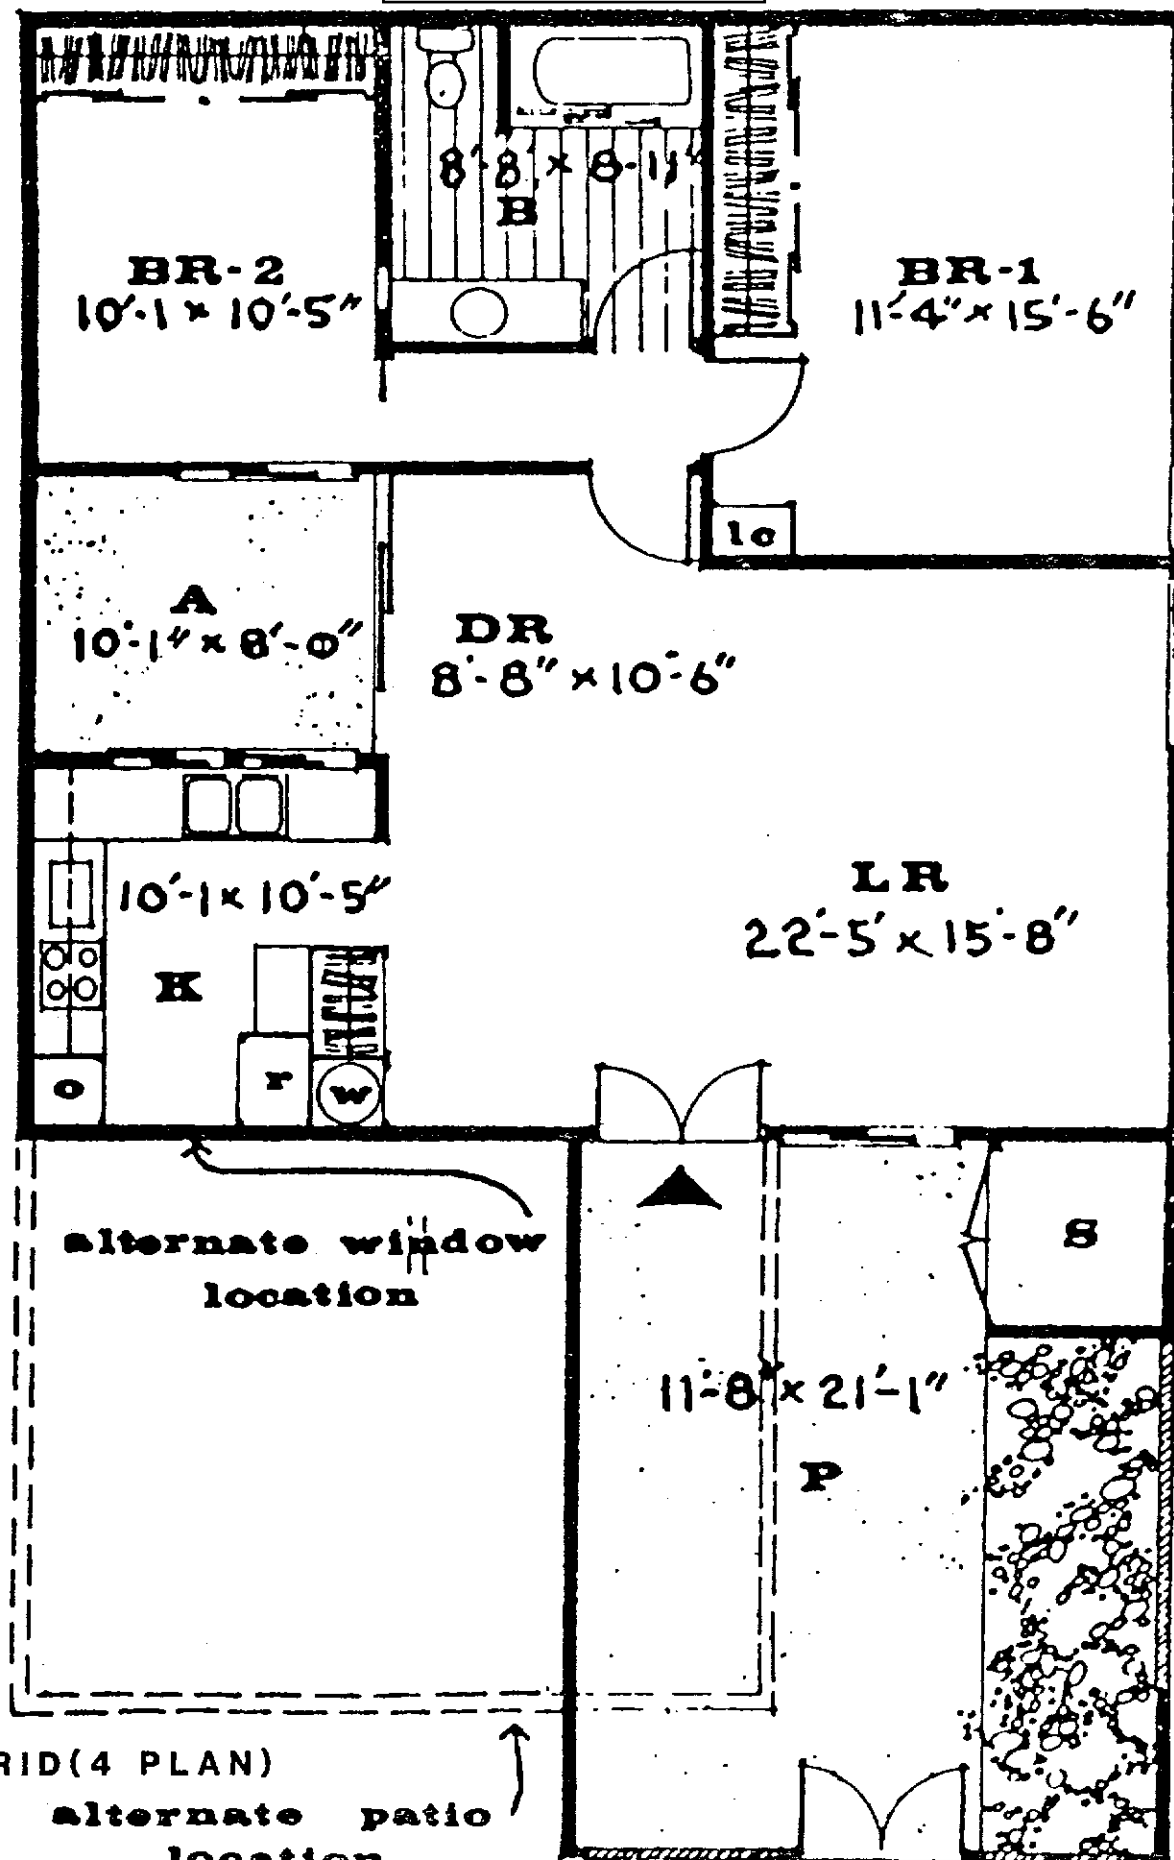 8'-8' x 8-11"
B
BR-2
10'-1 x 10'-5"
BR-1
11'-4" x 15'-6"
lc
A
10'-1" x 8'-0"
DR
8'-8" x 10'-6"
10'-1 x 10'-5"
K
LR
22'-5' x 15'-8"
o
r
w
alternate window
location
S
11'-8" x 21'-1"
P
(4 PLAN)
alternate patio
location